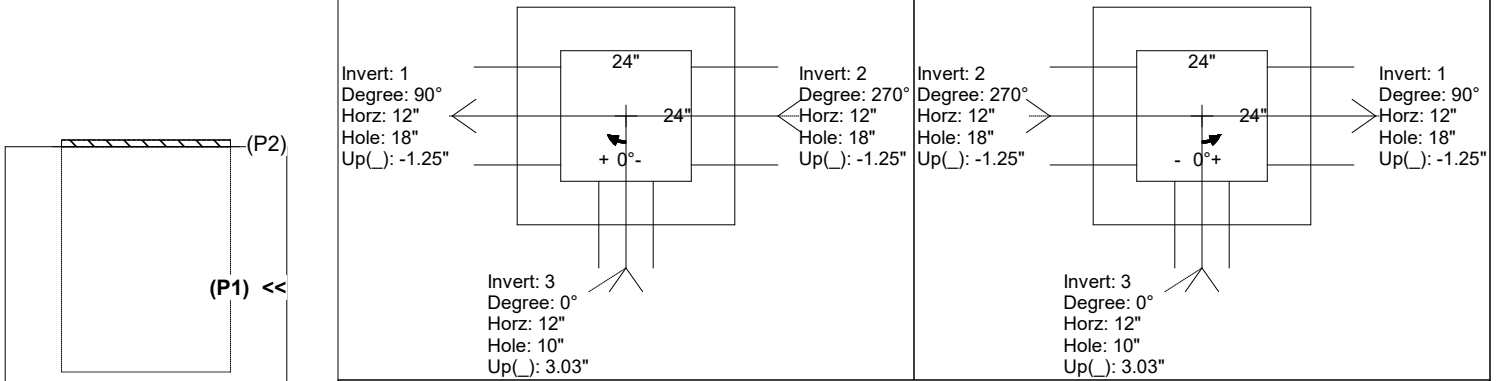 (P2)
(P1) <<
24"
24"
Invert: 1
Degree: 90°
Horz: 12"
Hole: 18"
Up(_): -1.25"
Invert: 2
Degree: 270°
Horz: 12"
Hole: 18"
Up(_): -1.25"
+ 0°-
Invert: 3
Degree: 0°
Horz: 12"
Hole: 10"
Up(_): 3.03"
24"
24"
Invert: 2
Degree: 270°
Horz: 12"
Hole: 18"
Up(_): -1.25"
Invert: 1
Degree: 90°
Horz: 12"
Hole: 18"
Up(_): -1.25"
- 0°+
Invert: 3
Degree: 0°
Horz: 12"
Hole: 10"
Up(_): 3.03"